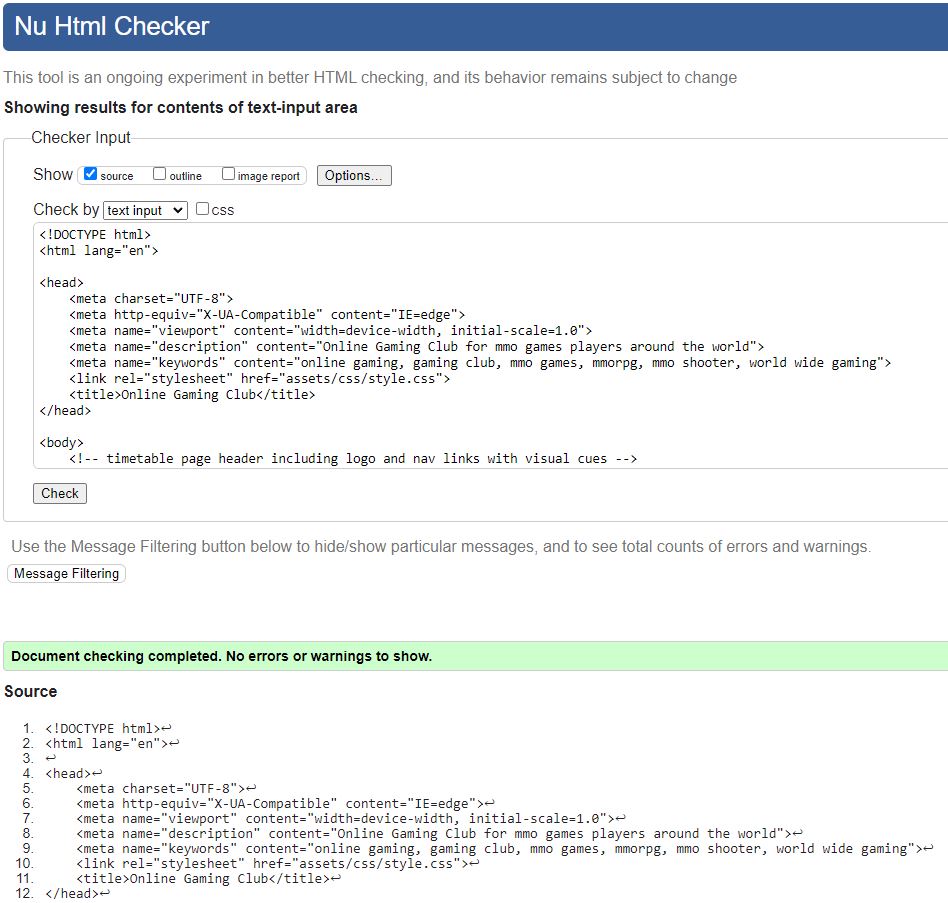 Nu Html Checker
This tool is an ongoing experiment in better HTML checking, and its behavior remains subject to change
Showing results for contents of text-input area
Checker Input
Show source outline image report Options...
Check by text input css
<!DOCTYPE html>
<html lang="en">
<head>
<meta charset="UTF-8">
<meta http-equiv="X-UA-Compatible" content="IE=edge">
<meta name="viewport" content="width=device-width, initial-scale=1.0">
<meta name="description" content="Online Gaming Club for mmo games players around the world">
<meta name="keywords" content="online gaming, gaming club, mmo games, mmorpg, mmo shooter, world wide gaming">
<link rel="stylesheet" href="assets/css/style.css">
<title>Online Gaming Club</title>
</head>
<body>
<!-- timetable page header including logo and nav links with visual cues -->
Check
Use the Message Filtering button below to hide/show particular messages, and to see total counts of errors and warnings.
Message Filtering
Document checking completed. No errors or warnings to show.
Source
1. <!DOCTYPE html>↩
2. <html lang="en">↩
3. ↩
4. <head>↩
5. <meta charset="UTF-8">↩
6. <meta http-equiv="X-UA-Compatible" content="IE=edge">↩
7. <meta name="viewport" content="width=device-width, initial-scale=1.0">↩
8. <meta name="description" content="Online Gaming Club for mmo games players around the world">↩
9. <meta name="keywords" content="online gaming, gaming club, mmo games, mmorpg, mmo shooter, world wide gaming">↩
10. <link rel="stylesheet" href="assets/css/style.css">↩
11. <title>Online Gaming Club</title>↩
12. </head>↩